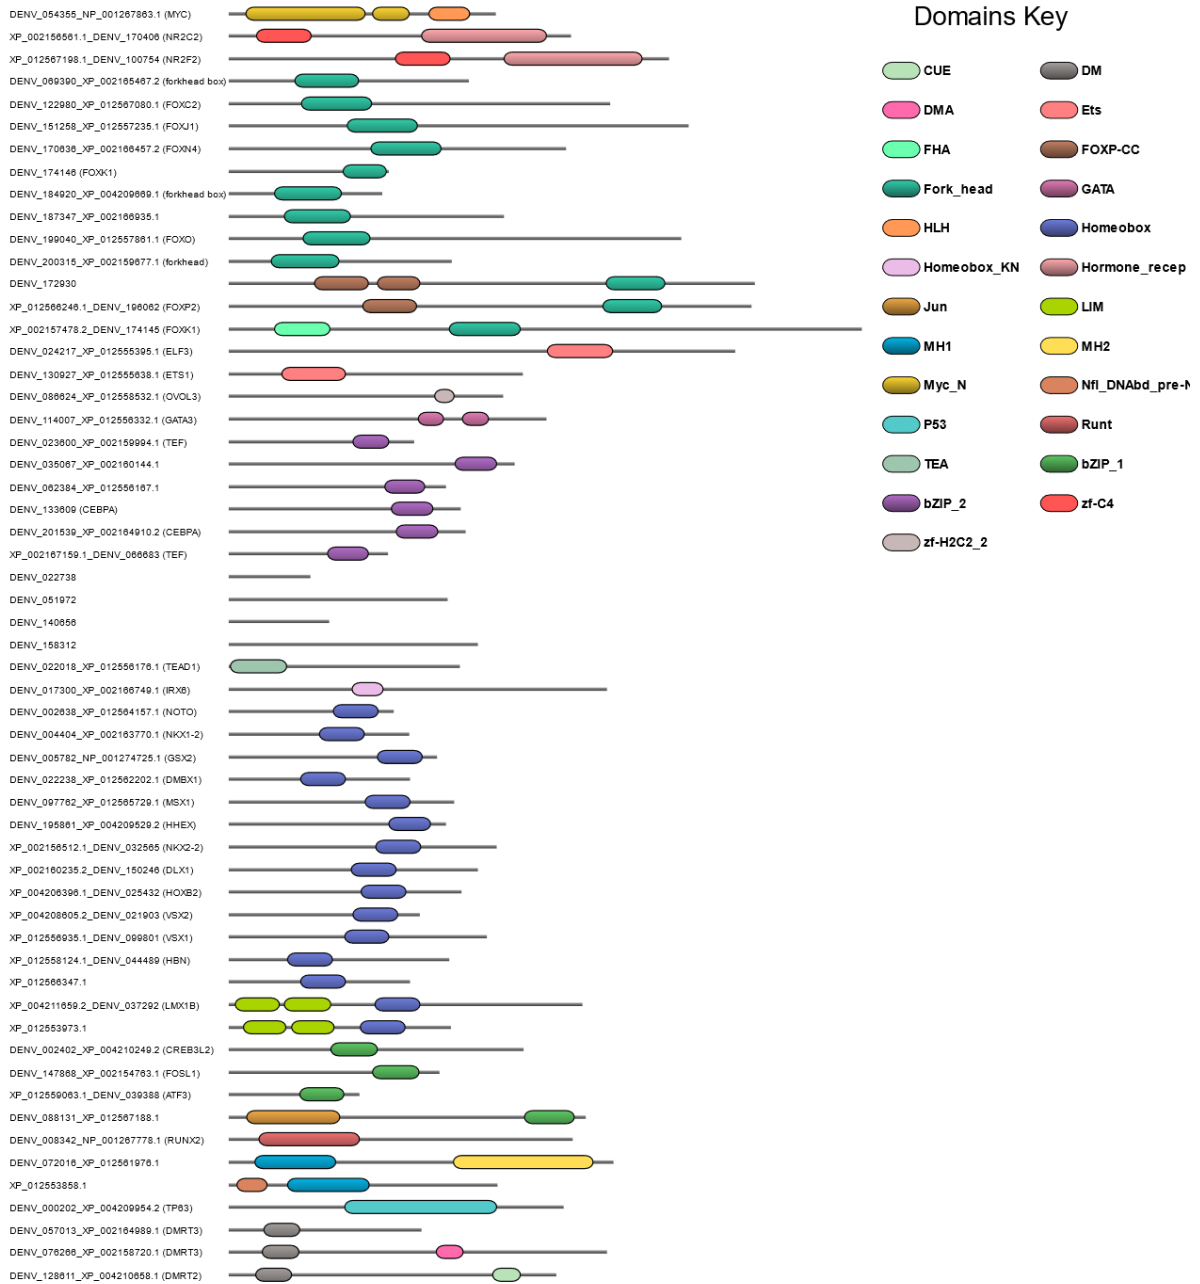 DENV_054355_NP_001267863.1 (MYC)
XP_002156561.1_DENV_170406 (NR2C2)
XP_012567198.1_DENV_100754 (NR2F2)
DENV_069390_XP_002165467.2 (forkhead box)
DENV_122980_XP_012567080.1 (FOXC2)
DENV_151258_XP_012557235.1 (FOXJ1)
DENV_170636_XP_002166457.2 (FOXN4)
DENV_174146 (FOXK1)
DENV_184920_XP_004209669.1 (forkhead box)
DENV_187347_XP_002166935.1
DENV_199040_XP_012557861.1 (FOXO)
DENV_200315_XP_002159677.1 (forkhead)
DENV_172930
XP_012566246.1_DENV_196062 (FOXP2)
XP_002157478.2_DENV_174145 (FOXK1)
DENV_024217_XP_012555395.1 (ELF3)
DENV_130927_XP_012555638.1 (ETS1)
DENV_086624_XP_012558532.1 (OVOL3)
DENV_114007_XP_012556332.1 (GATA3)
DENV_023600_XP_002159994.1 (TEF)
DENV_035067_XP_002160144.1
DENV_062384_XP_012556167.1
DENV_133609 (CEBPA)
DENV_201539_XP_002164910.2 (CEBPA)
XP_002167159.1_DENV_066683 (TEF)
DENV_022738
DENV_051972
DENV_140656
DENV_158312
DENV_022018_XP_012556176.1 (TEAD1)
DENV_017300_XP_002166749.1 (IRX6)
DENV_002638_XP_012564157.1 (NOTO)
DENV_004404_XP_002163770.1 (NKX1-2)
DENV_005782_NP_001274725.1 (GSX2)
DENV_022238_XP_012562202.1 (DMBX1)
DENV_097762_XP_012565729.1 (MSX1)
DENV_195861_XP_004209529.2 (HHEX)
XP_002156512.1_DENV_032565 (NKX2-2)
XP_002160235.2_DENV_150246 (DLX1)
XP_004206396.1_DENV_025432 (HOXB2)
XP_004208605.2_DENV_021903 (VSX2)
XP_012556935.1_DENV_099801 (VSX1)
XP_012558124.1_DENV_044489 (HBN)
XP_012566347.1
XP_004211659.2_DENV_037292 (LMX1B)
XP_012553973.1
DENV_002402_XP_004210249.2 (CREB3L2)
DENV_147868_XP_002154763.1 (FOSL1)
XP_012559063.1_DENV_039388 (ATF3)
DENV_088131_XP_012567188.1
DENV_008342_NP_001267778.1 (RUNX2)
DENV_072016_XP_012561976.1
XP_012553858.1
DENV_000202_XP_004209954.2 (TP63)
DENV_057013_XP_002164989.1 (DMRT3)
DENV_076266_XP_002158720.1 (DMRT3)
DENV_128611_XP_004210658.1 (DMRT2)
Domains Key
CUE DM
DMA Ets
FHA FOXP-CC
Fork_head GATA
HLH Homeobox
Homeobox_KN Hormone_recep
Jun LIM
MH1 MH2
Myc_N NfI_DNAbd_pre-N
P53 Runt
TEA bZIP_1
bZIP_2 zf-C4
zf-H2C2_2